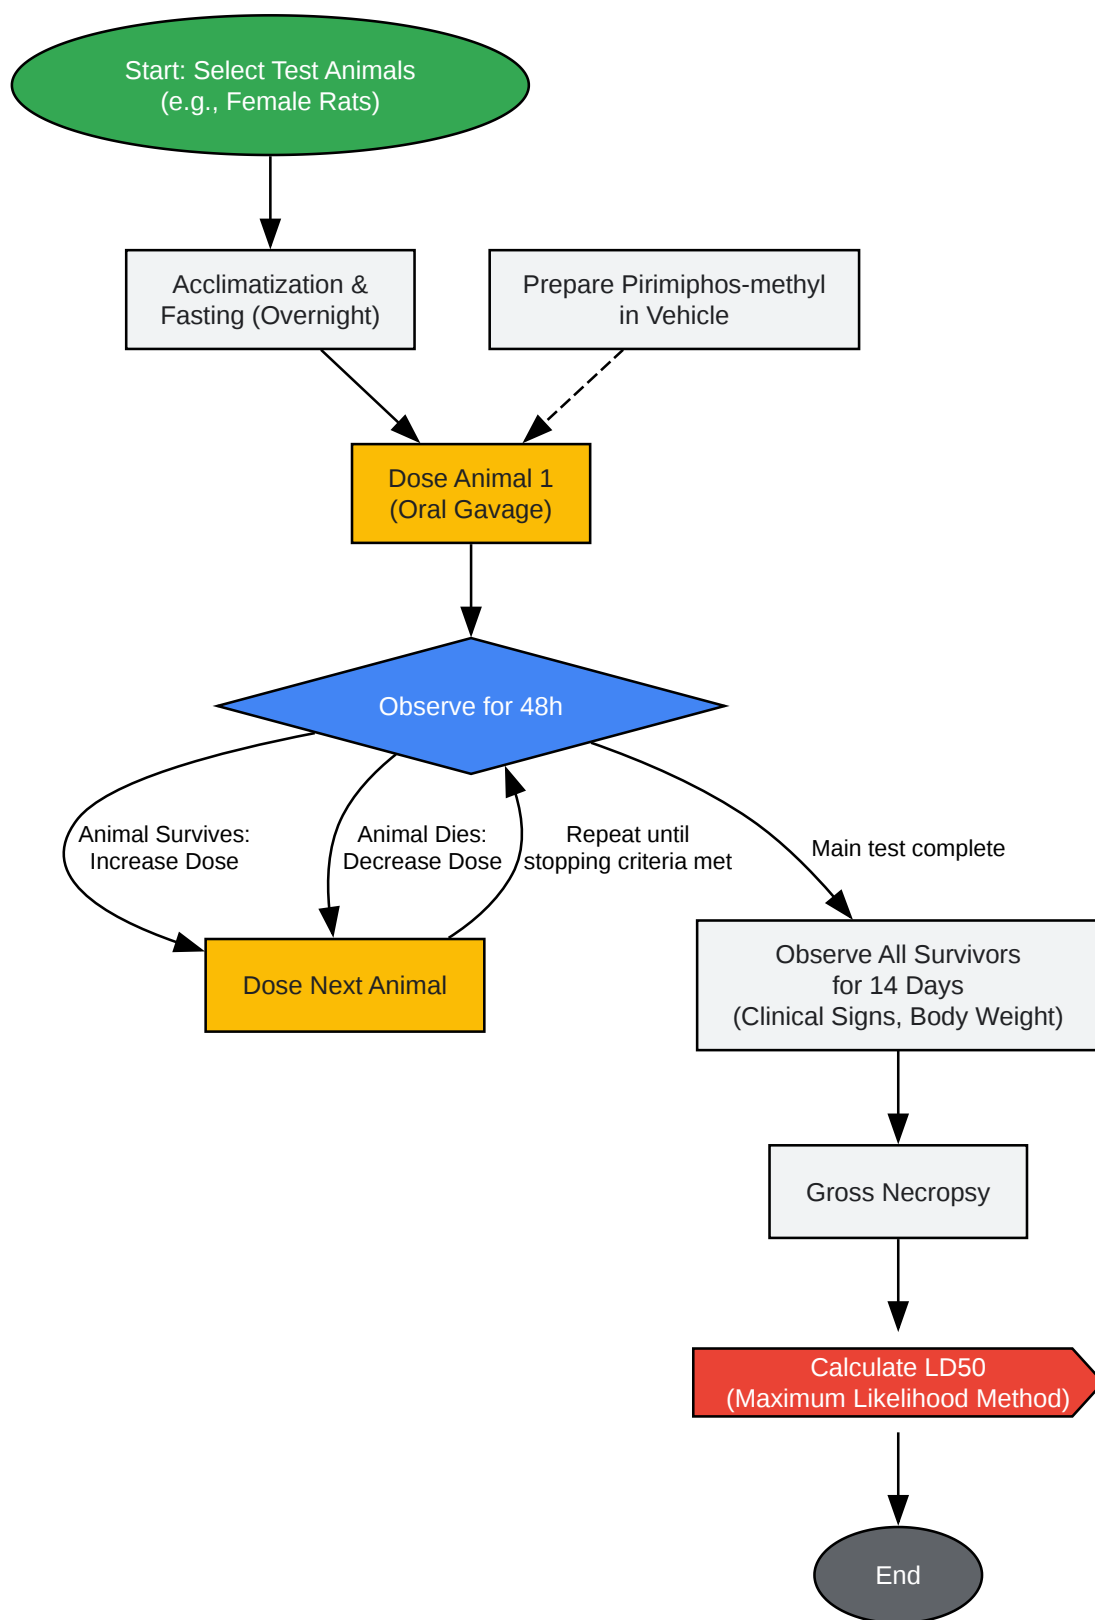 Start: Select Test Animals
(e.g., Female Rats)
Acclimatization &
Fasting (Overnight)
Prepare Pirimiphos-methyl
in Vehicle
Dose Animal 1
(Oral Gavage)
Observe for 48h
Animal Survives:
Increase Dose
Animal Dies:
Decrease Dose
Repeat until
stopping criteria met
Main test complete
Dose Next Animal
Observe All Survivors
for 14 Days
(Clinical Signs, Body Weight)
Gross Necropsy
Calculate LD50
(Maximum Likelihood Method)
End